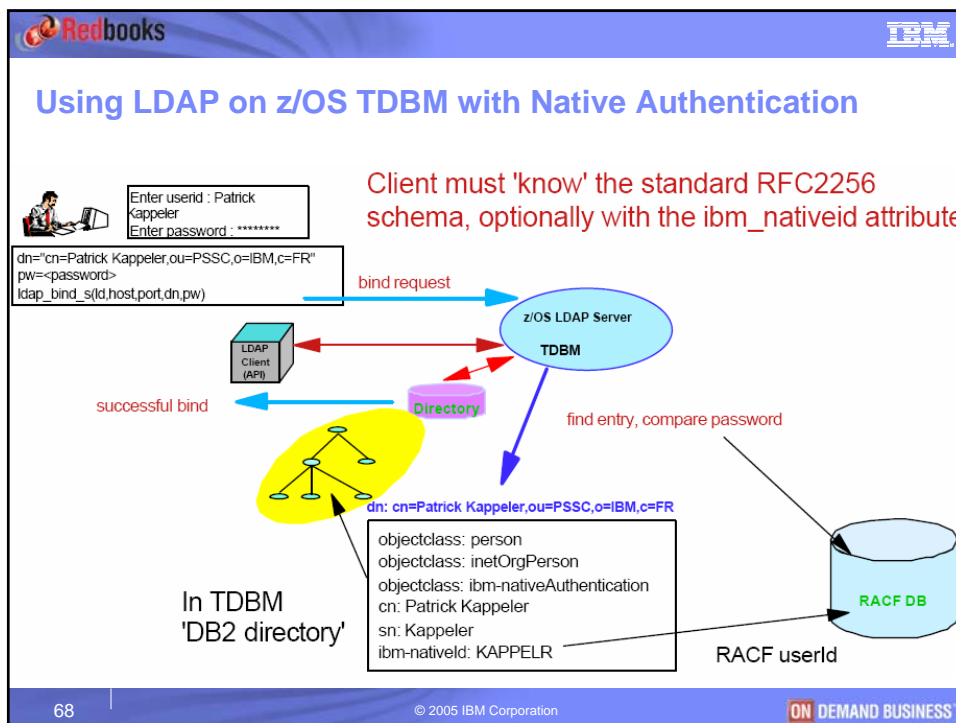 Redbooks
IBM
Using LDAP on z/OS TDBM with Native Authentication
Enter userid : Patrick
Kappeler
Enter password : ********
Client must 'know' the standard RFC2256
schema, optionally with the ibm_nativeid attribute
dn="cn=Patrick Kappeler,ou=PSSC,o=IBM,c=FR"
pw=<password>
ldap_bind_s(ld,host,port,dn,pw)
bind request
z/OS LDAP Server
TDBM
LDAP
Client
(API)
successful bind
Directory
find entry, compare password
dn: cn=Patrick Kappeler,ou=PSSC,o=IBM,c=FR
objectclass: person
objectclass: inetOrgPerson
objectclass: ibm-nativeAuthentication
cn: Patrick Kappeler
sn: Kappeler
ibm-nativeId: KAPPELR
In TDBM
'DB2 directory'
RACF DB
RACF userId
68
© 2005 IBM Corporation
ON DEMAND BUSINESS